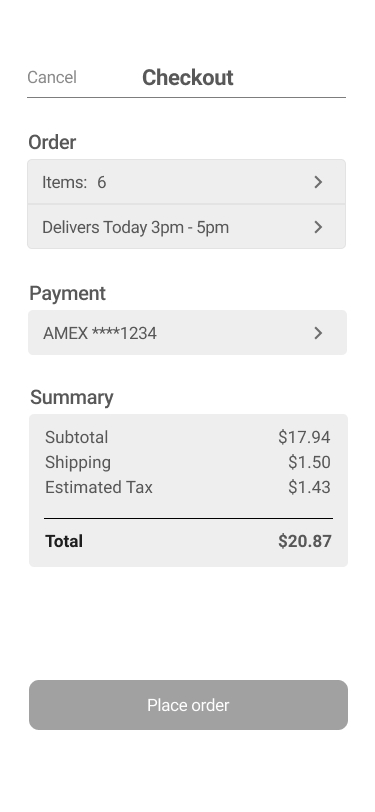 Cancel Checkout
Order
Items: 6
Delivers Today 3pm - 5pm
Payment
AMEX ****1234
Summary
Subtotal $17.94
Shipping $1.50
Estimated Tax $1.43
Total $20.87
Place order